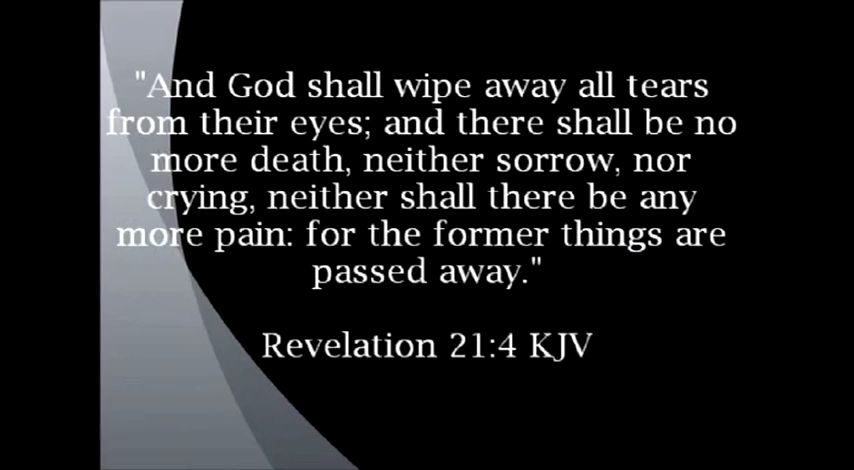 "And God shall wipe away all tears
from their eyes; and there shall be no
more death, neither sorrow, nor
crying, neither shall there be any
more pain: for the former things are
passed away."
Revelation 21:4 KJV